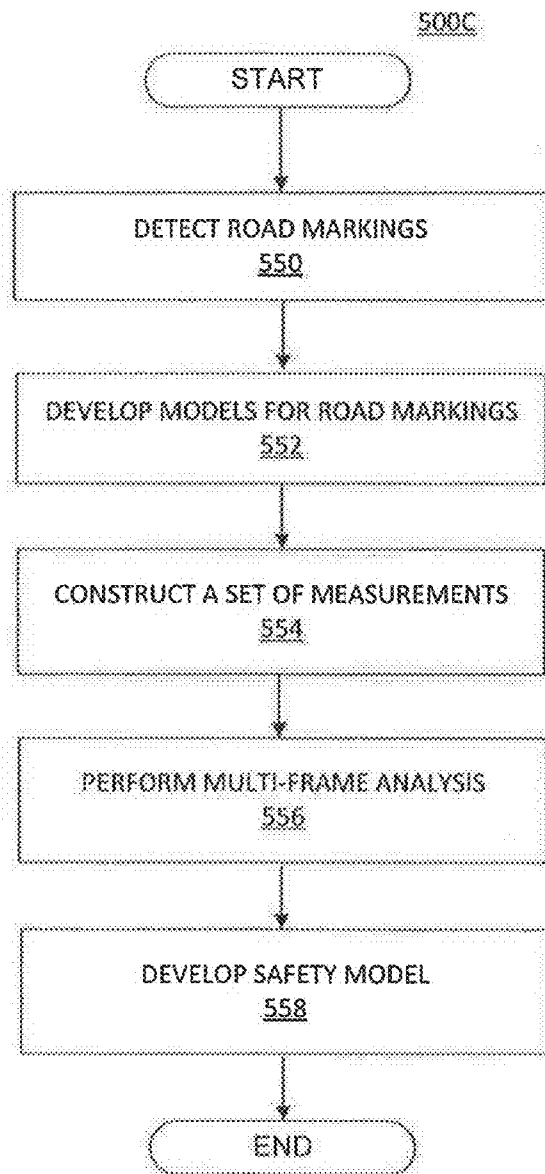 500C
START
DETECT ROAD MARKINGS
550
DEVELOP MODELS FOR ROAD MARKINGS
552
CONSTRUCT A SET OF MEASUREMENTS
554
PERFORM MULTI-FRAME ANALYSIS
556
DEVELOP SAFETY MODEL
558
END